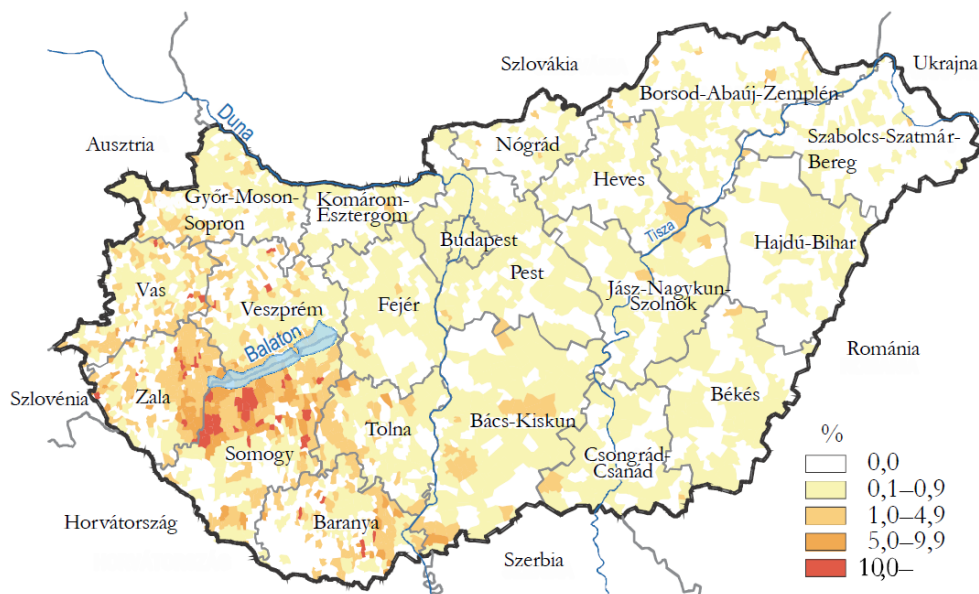 Szlovákia
Ukrajna
Borsod-Abaúj-Zemplén
Duna
Ausztria
Nógrád
Szabolcs-Szatmár-
Bereg
Heves
Győr-Moson-
Sopron
Komárom-
Esztergom
Tisza
Budapest
Hajdú-Bihar
Pest
Vas
Veszprém
Fejér
Jász-Nagykun-
Szolnok
Balaton
Románia
Szlovénia
Zala
Békés
Tolna
Bács-Kiskun
Somogy
Csongrád-
Csanád
Horvátország
Baranya
Szerbia
%
0,0
0,1–0,9
1,0–4,9
5,0–9,9
10,0–